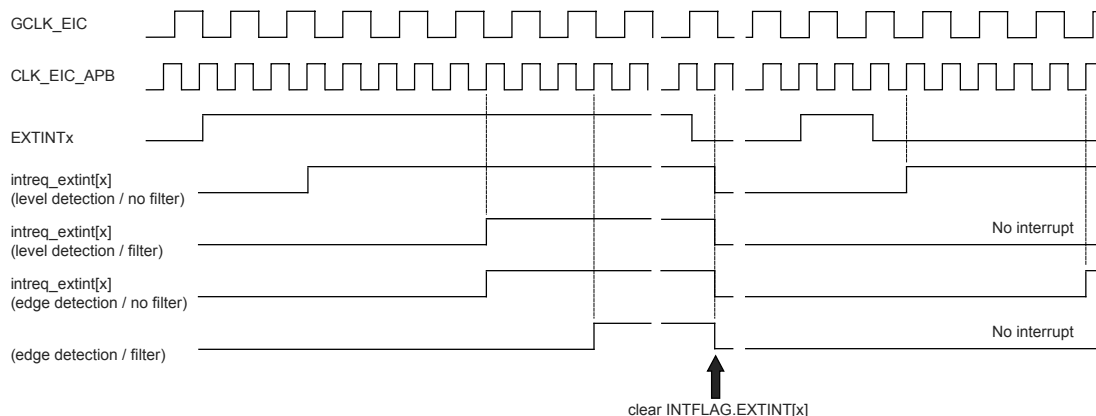 GCLK_EIC
CLK_EIC_APB
EXTINTx
intreq_extint[x]
(level detection / no filter)
intreq_extint[x]
(level detection / filter)
No interrupt
intreq_extint[x]
(edge detection / no filter)
(edge detection / filter)
No interrupt
clear INTFLAG.EXTINT[x]